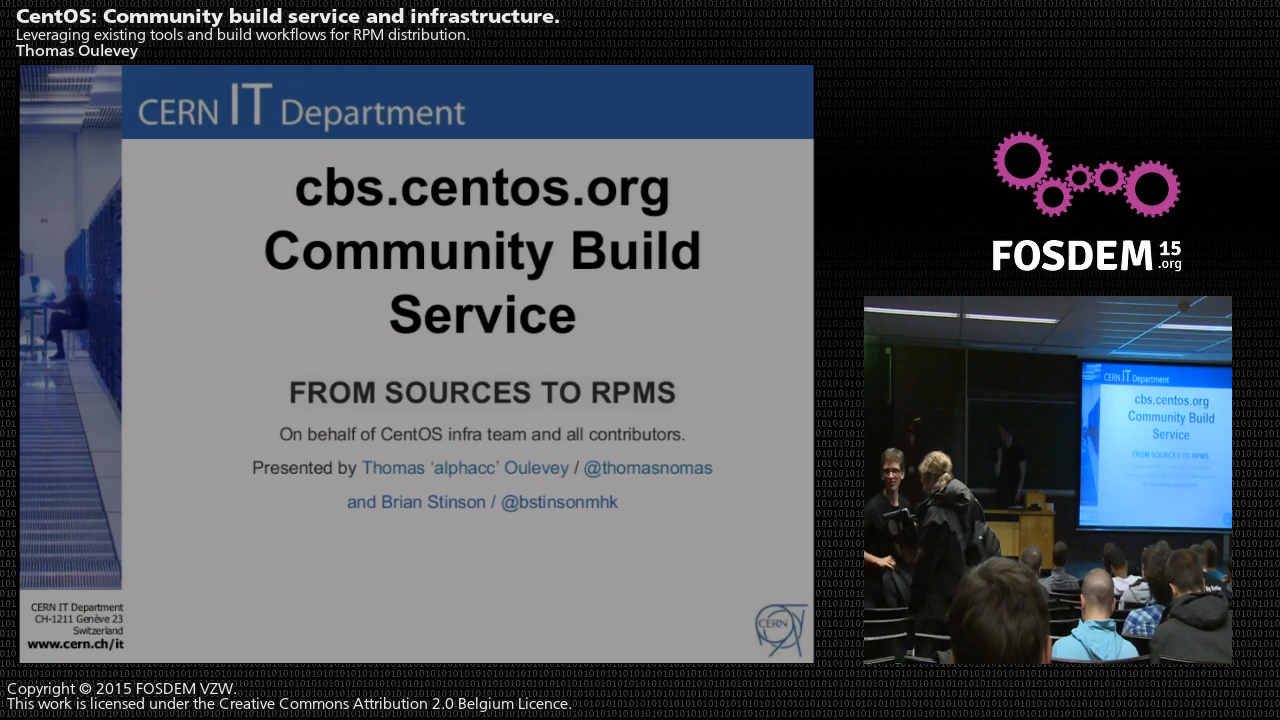 CentOS: Community build service and infrastructure.
Leveraging existing tools and build workflows for RPM distribution.
Thomas Oulevey
CERN IT Department
cbs.centos.org
Community Build
Service
FROM SOURCES TO RPMS
On behalf of CentOS infra team and all contributors.
Presented by Thomas ‘alphacc’ Oulevey / @thomasnomas
and Brian Stinson / @bstinsonmhk
CERN IT Department
CH-1211 Genève 23
Switzerland
www.cern.ch/it
CERN
FOSDEM 15
.org
CERN IT Department
cbs.centos.org
Community Build
Service
FROM SOURCES TO RPMS
Copyright © 2015 FOSDEM VZW.
This work is licensed under the Creative Commons Attribution 2.0 Belgium Licence.